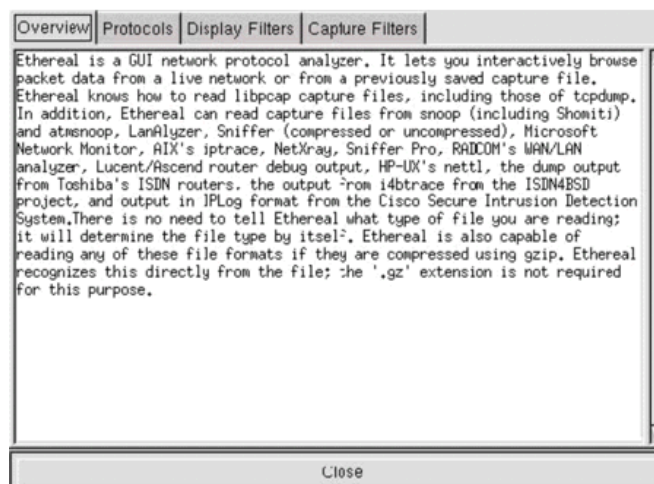 Overview Protocols Display Filters Capture Filters
Ethereal is a GUI network protocol analyzer. It lets you interactively browse
packet data from a live network or from a previously saved capture file.
Ethereal knows how to read libpcap capture files, including those of tcpdump.
In addition, Ethereal can read capture files from snoop (including Shomiti)
and atmsnoop, LanAlyzer, Sniffer (compressed or uncompressed), Microsoft
Network Monitor, AIX's iptrace, NetXray, Sniffer Pro, RADCOM's WAN/LAN
analyzer, Lucent/Ascend router debug output, HP-UX's nettl, the dump output
from Toshiba's ISDN routers, the output from i4btrace from the ISDN4BSD
project, and output in IPLog format from the Cisco Secure Intrusion Detection
System.There is no need to tell Ethereal what type of file you are reading;
it will determine the file type by itself. Ethereal is also capable of
reading any of these file formats if they are compressed using gzip. Ethereal
recognizes this directly from the file; the '.gz' extension is not required
for this purpose.
Close